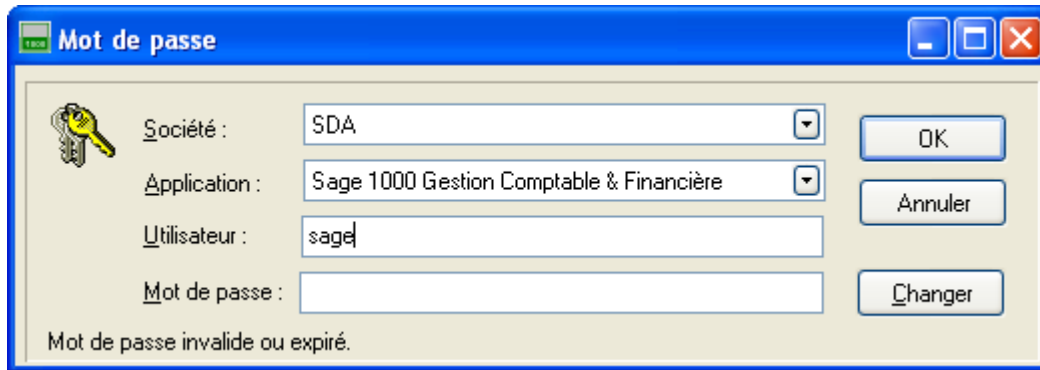 Mot de passe
Société :
SDA
OK
Application :
Sage 1000 Gestion Comptable & Financière
Annuler
Utilisateur :
sage
Mot de passe :
Changer
Mot de passe invalide ou expiré.